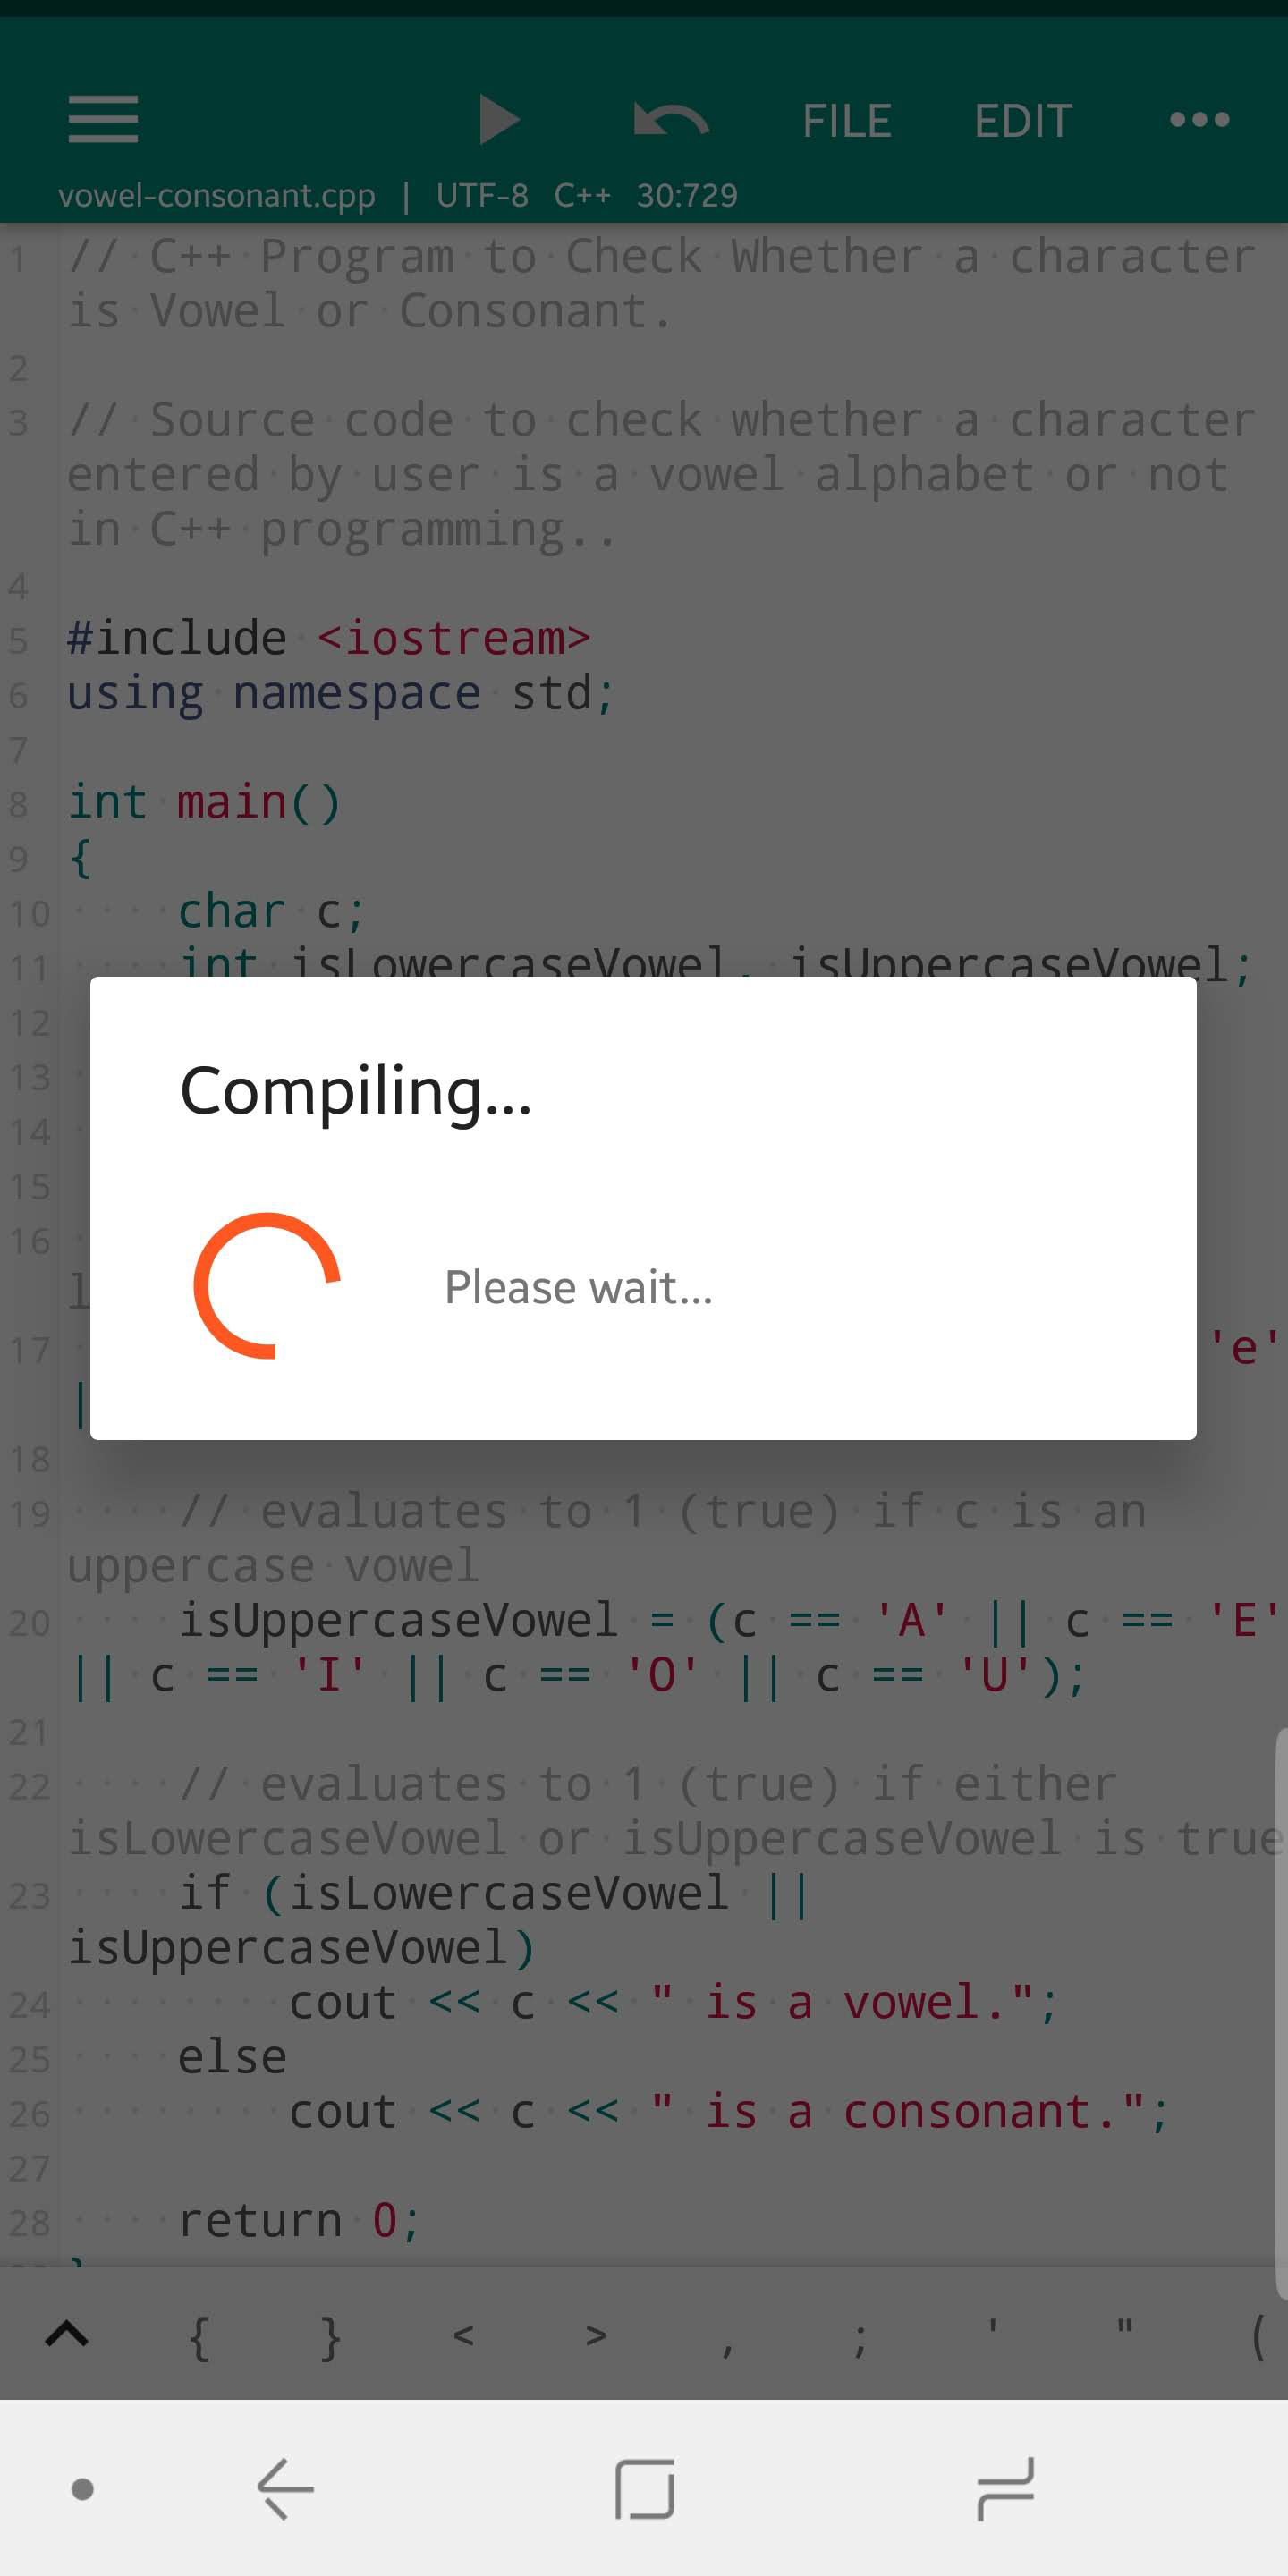 FILE EDIT
vowel-consonant.cpp | UTF-8 C++ 30:729
1 // C++ Program to Check Whether a character
is Vowel or Consonant.
2
3 // Source code to check whether a character
entered by user is a vowel alphabet or not
in C++ programming..
4
5 #include <iostream>
6 using namespace std;
7
8 int main()
9 {
10 char c;
11 int isLowercaseVowel, isUppercaseVowel;
12
13
14
15
16
l
17 'e'
|
Compiling...
Please wait...
18
19 // evaluates to 1 (true) if c is an
uppercase vowel
20 isUppercaseVowel = (c == 'A' || c == 'E'
|| c == 'I' || c == 'O' || c == 'U');
21
22 // evaluates to 1 (true) if either
isLowercaseVowel or isUppercaseVowel is true
23 if (isLowercaseVowel ||
isUppercaseVowel)
24 cout << c << " is a vowel.";
25 else
26 cout << c << " is a consonant.";
27
28 return 0;
{ } < > , ; ' " (